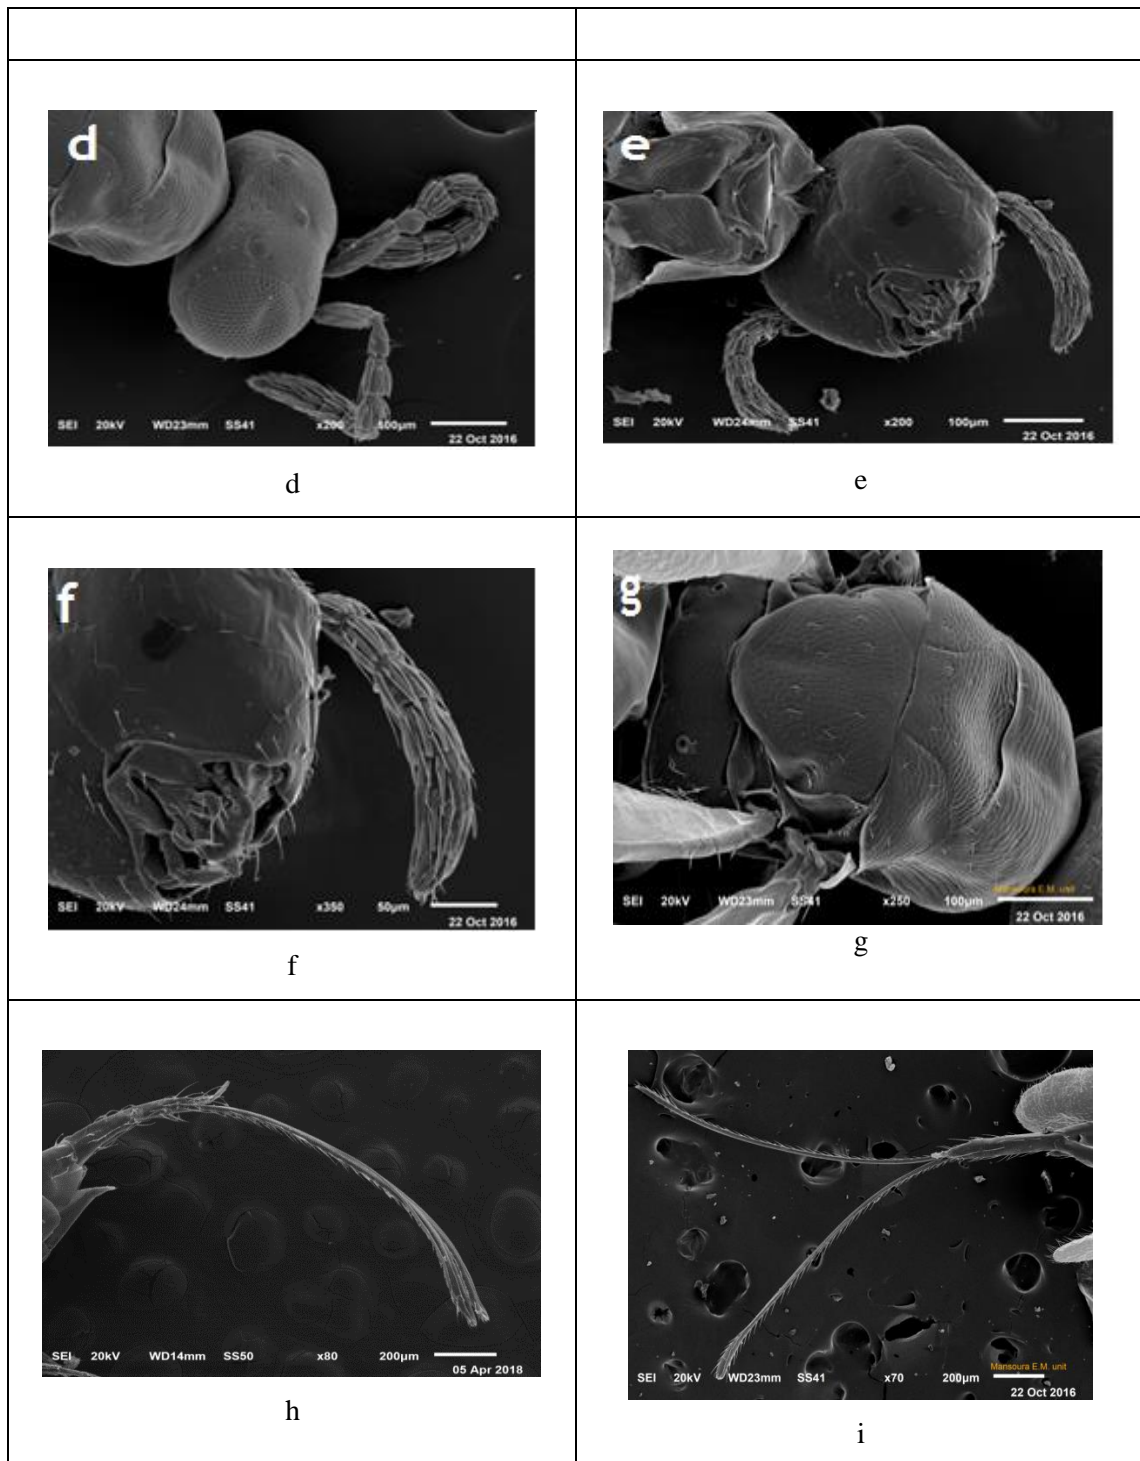 d
SEI 20kV WD23mm SS41 x200 100µm
22 Oct 2016
d
e
SEI 20kV WD24mm SS41 x200 100µm
22 Oct 2016
e
f
SEI 20kV WD24mm SS41 x350 50µm
22 Oct 2016
f
g
Mansoura E.M. unit
SEI 20kV WD23mm SS41 x250 100µm
22 Oct 2016
g
SEI 20kV WD14mm SS50 x80 200µm
05 Apr 2018
h
Mansoura E.M. unit
SEI 20kV WD23mm SS41 x70 200µm
22 Oct 2016
i